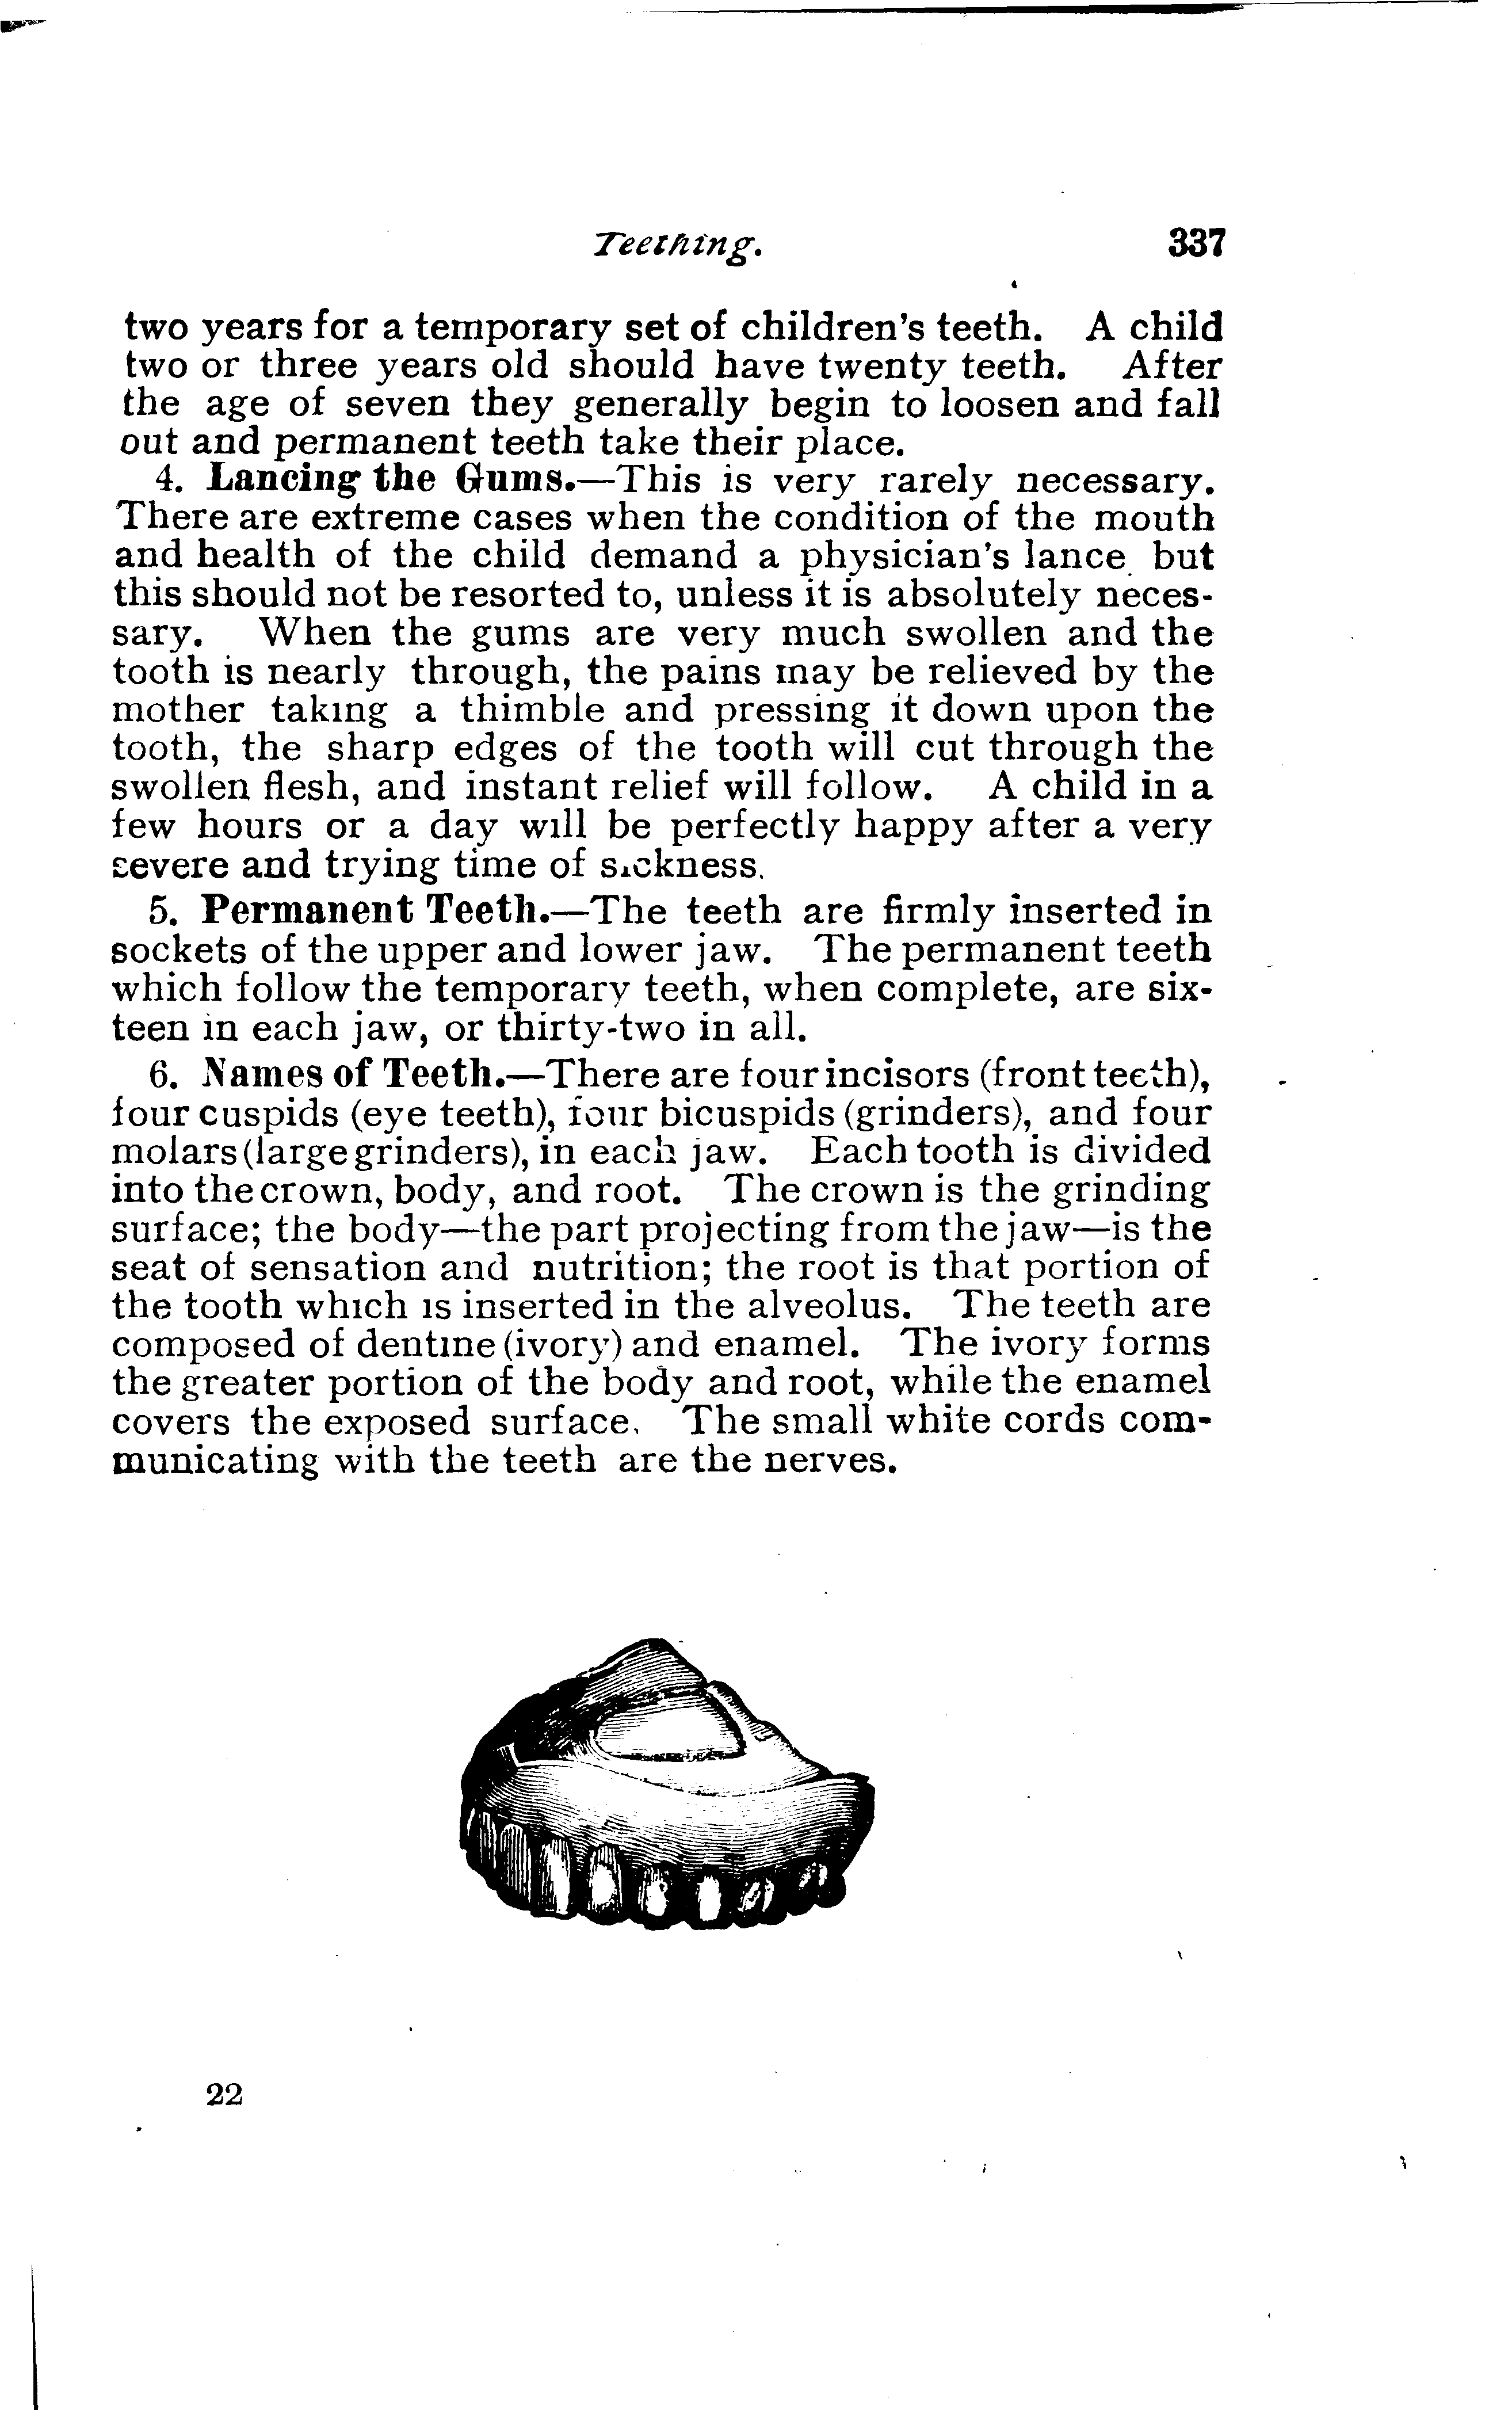 Teething. 337
two years for a temporary set of children's teeth. A child
two or three years old should have twenty teeth. After
the age of seven they generally begin to loosen and fall
out and permanent teeth take their place.
4. Lancing the Gums.—This is very rarely necessary.
There are extreme cases when the condition of the mouth
and health of the child demand a physician's lance. but
this should not be resorted to, unless it is absolutely neces-
sary. When the gums are very much swollen and the
tooth is nearly through, the pains may be relieved by the
mother taking a thimble and pressing it down upon the
tooth, the sharp edges of the tooth will cut through the
swollen flesh, and instant relief will follow. A child in a
few hours or a day will be perfectly happy after a very
severe and trying time of sickness.
5. Permanent Teeth.—The teeth are firmly inserted in
sockets of the upper and lower jaw. The permanent teeth
which follow the temporary teeth, when complete, are six-
teen in each jaw, or thirty-two in all.
6. Names of Teeth.—There are four incisors (front teeth),
four cuspids (eye teeth), four bicuspids (grinders), and four
molars (large grinders), in each jaw. Each tooth is divided
into the crown, body, and root. The crown is the grinding
surface; the body—the part projecting from the jaw—is the
seat of sensation and nutrition; the root is that portion of
the tooth which is inserted in the alveolus. The teeth are
composed of dentine (ivory) and enamel. The ivory forms
the greater portion of the body and root, while the enamel
covers the exposed surface. The small white cords com-
municating with the teeth are the nerves.
22